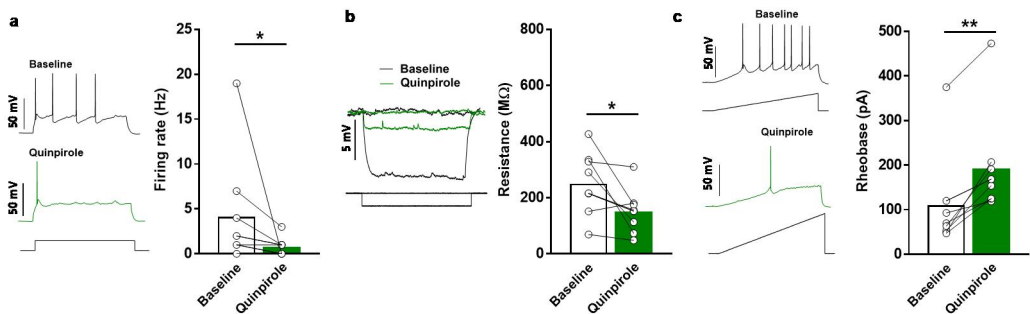 a
Baseline
50 mV
Quinpirole
50 mV
Firing rate (Hz)
25
20
15
10
5
0
*
Baseline
Quinpirole
b
Baseline
Quinpirole
5 mV
Resistance (MΩ)
800
600
400
200
0
*
Baseline
Quinpirole
c
Baseline
50 mV
Quinpirole
50 mV
Rheobase (pA)
500
400
300
200
100
0
**
Baseline
Quinpirole